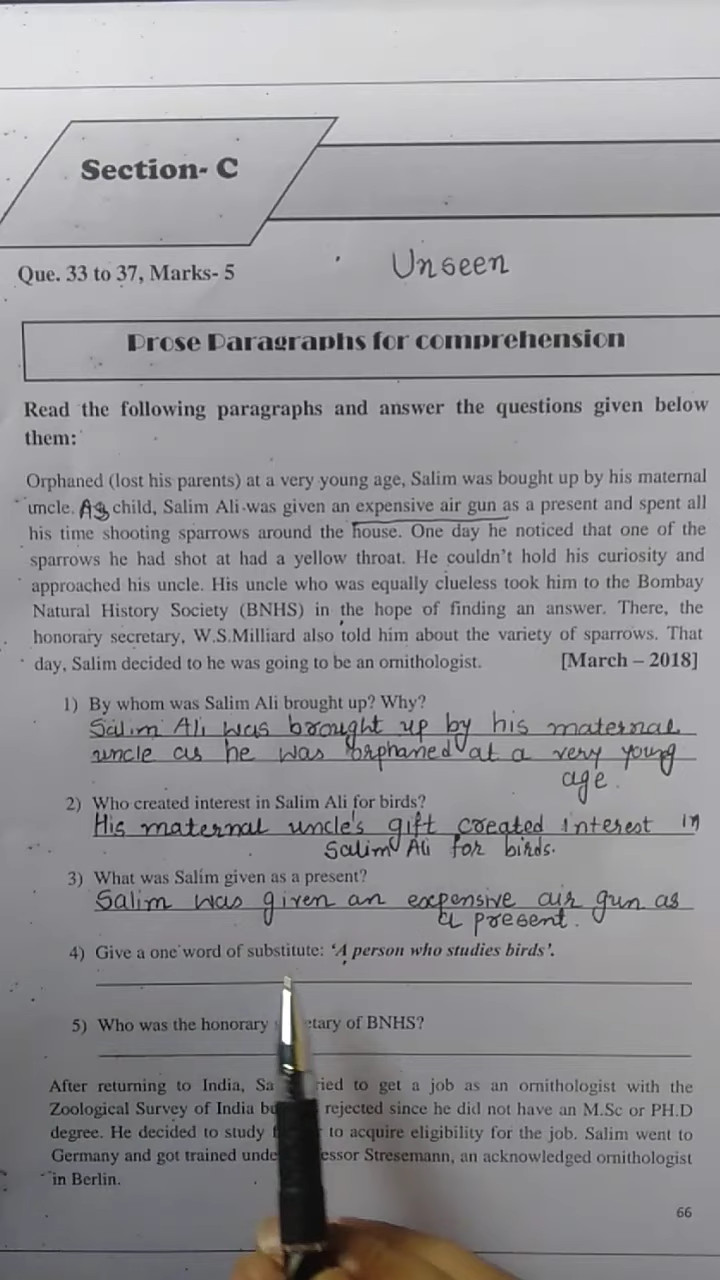 Section- C
Que. 33 to 37, Marks- 5
Unseen
Prose Paragraphs for comprehension
Read the following paragraphs and answer the questions given below
them:
Orphaned (lost his parents) at a very young age, Salim was bought up by his maternal
uncle. As child, Salim Ali was given an expensive air gun as a present and spent all
his time shooting sparrows around the house. One day he noticed that one of the
sparrows he had shot at had a yellow throat. He couldn't hold his curiosity and
approached his uncle. His uncle who was equally clueless took him to the Bombay
Natural History Society (BNHS) in the hope of finding an answer. There, the
honorary secretary, W.S.Milliard also told him about the variety of sparrows. That
day, Salim decided to he was going to be an ornithologist. [March – 2018]
1) By whom was Salim Ali brought up? Why?
Salim Ali was brought up by his maternal
uncle as he was orphaned at a very young
age.
2) Who created interest in Salim Ali for birds?
His maternal uncle's gift created interest in
Salim Ali for birds.
3) What was Salim given as a present?
Salim was given an expensive air gun as
a present.
4) Give a one word of substitute: 'A person who studies birds'.
5) Who was the honorary of BNHS?
After returning to India, to get a job as an ornithologist with the
Zoological Survey of India rejected since he did not have an M.Sc or PH.D
degree. He decided to study to acquire eligibility for the job. Salim went to
Germany and got trained Stresemann, an acknowledged ornithologist
in Berlin.
66